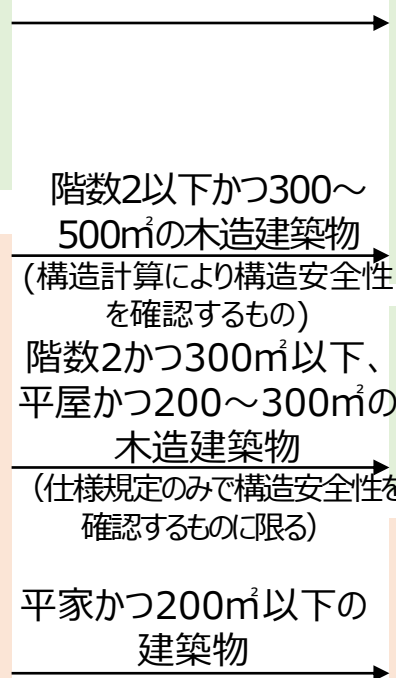 階数2以下かつ300～
500㎡の木造建築物
(構造計算により構造安全性
を確認するもの)
階数2かつ300㎡以下、
平屋かつ200～300㎡の
木造建築物
（仕様規定のみで構造安全性を
確認するものに限る）
平家かつ200㎡以下の
建築物